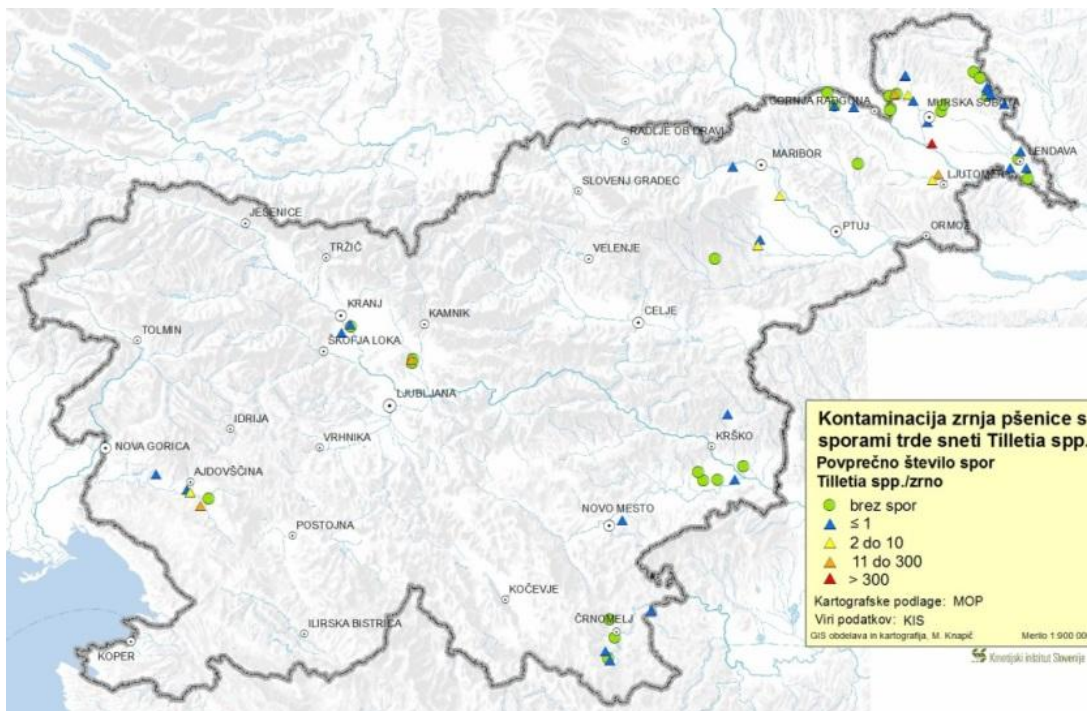 GORNJA RADGONA
MURSKA SOBOTA
RADLJE OB DRAVI
LENDAVA
MARIBOR
SLOVENJ GRADEC
LJUTOMER
JESENICE
PTUJ
ORMOŽ
TRŽIČ
VELENJE
KRANJ
KAMNIK
CELJE
TOLMIN
ŠKOFJA LOKA
LJUBLJANA
IDRIJA
VRHNIKA
KRŠKO
NOVA GORICA
AJDOVŠČINA
NOVO MESTO
POSTOJNA
KOČEVJE
ČRNOMELJ
ILIRSKA BISTRICA
KOPER
Kontaminacija zrnja pšenice s
sporami trde sneti Tilletia spp.
Povprečno število spor
Tilletia spp./zrno
brez spor
≤ 1
2 do 10
11 do 300
> 300
Kartografske podlage: MOP
Viri podatkov: KIS
GIS obdelava in kartografija, M. Knapič Merilo 1:900 00
Kmetijski inštitut Slovenije